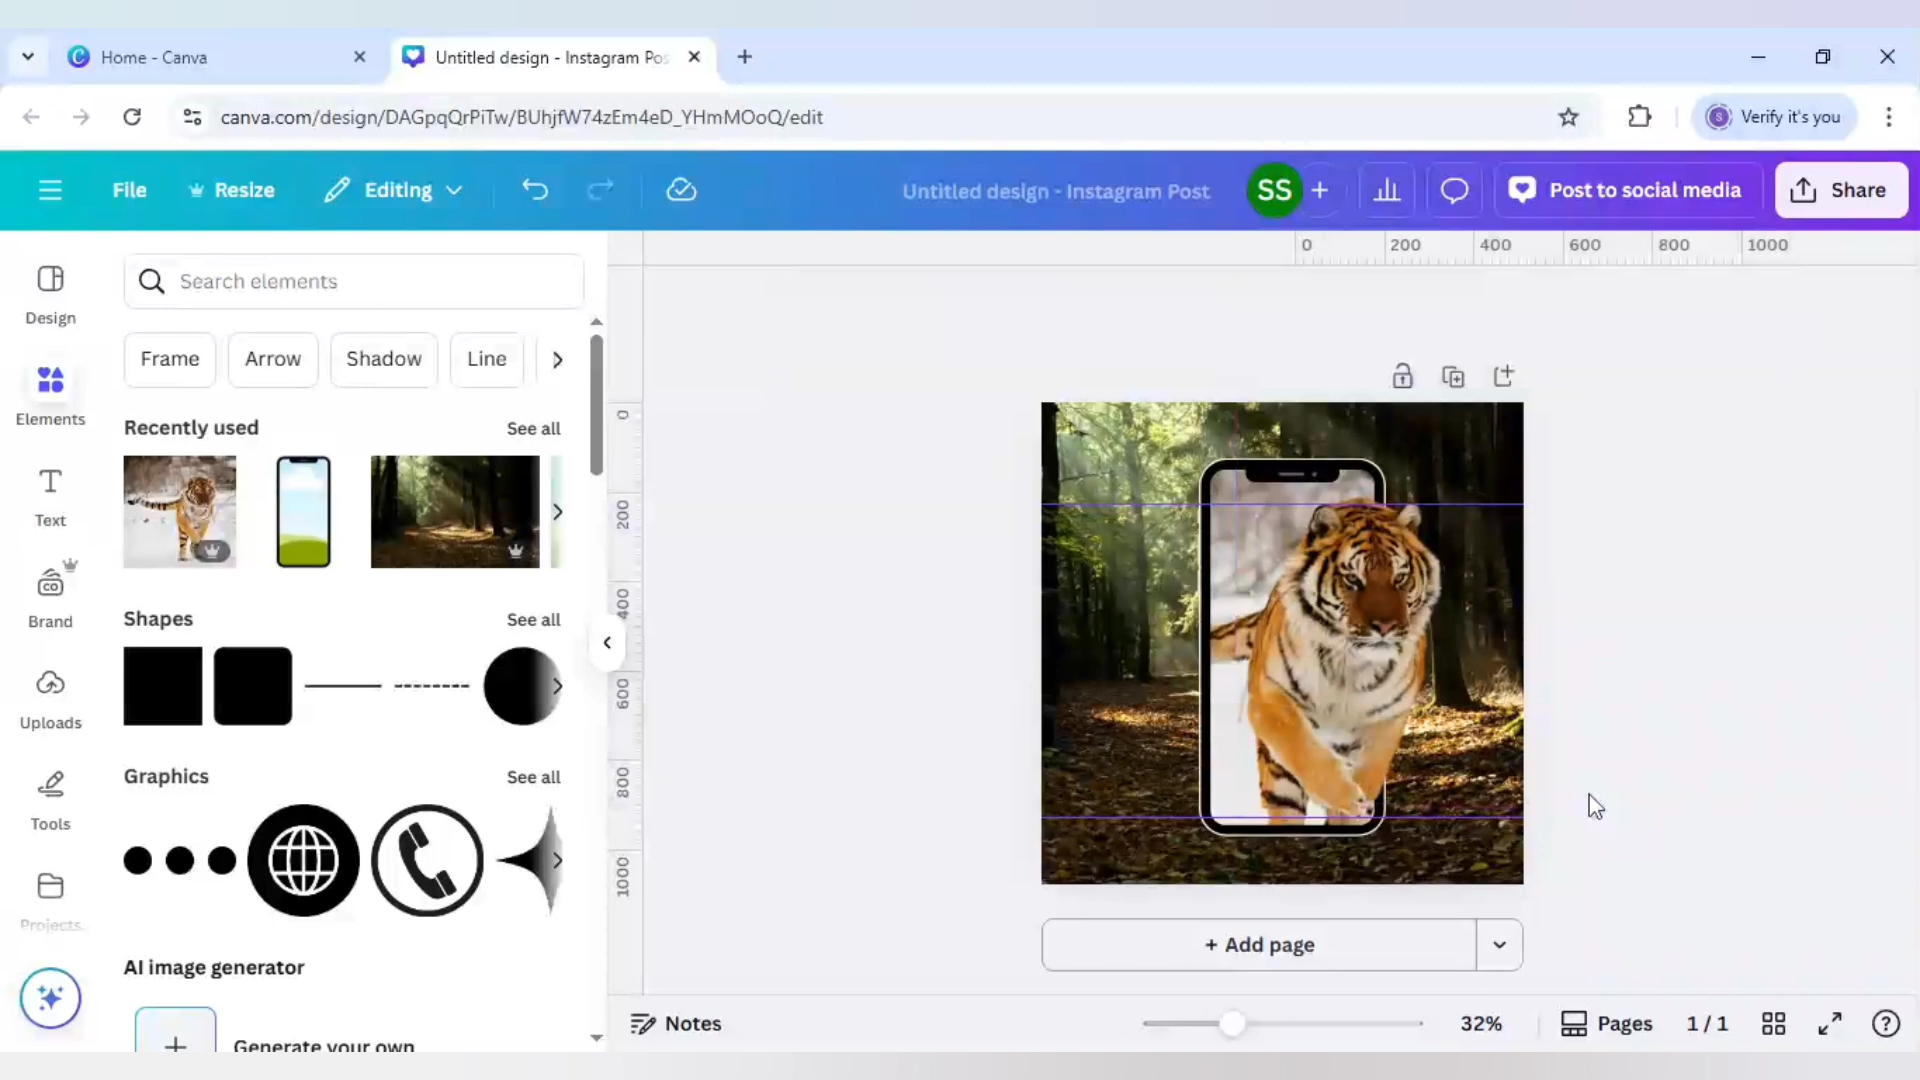 Home - Canva
Untitled design - Instagram Pos
canva.com/design/DAGpqQrPiTw/BUhjfW74zEm4eD_YHmMOoQ/edit
Verify it's you
File
Resize
Editing
Untitled design - Instagram Post
SS
Post to social media
Share
0 200 400 600 800 1000
Design
Elements
Text
Brand
Uploads
Tools
Projects
Search elements
Frame
Arrow
Shadow
Line
Recently used
See all
Shapes
See all
Graphics
See all
AI image generator
Generate your own
0
200
400
600
800
1000
+ Add page
Notes
32%
Pages
1 / 1